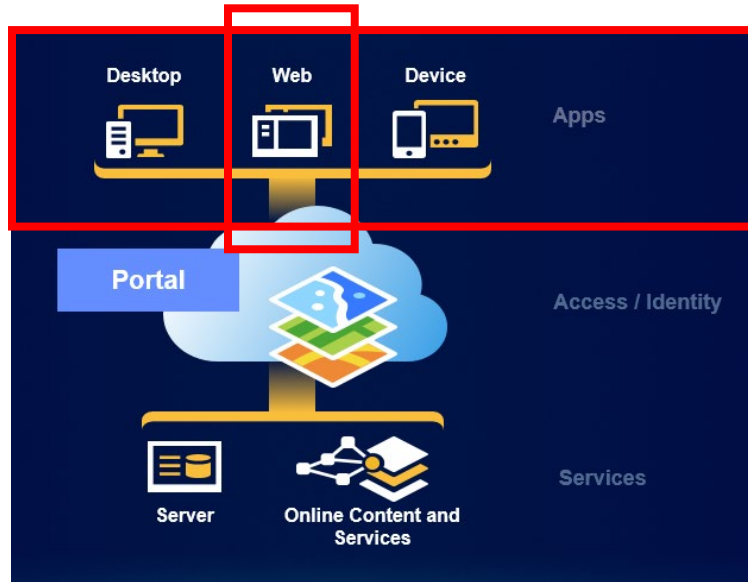 Desktop
Web
Device
Apps
Portal
Access / Identity
Services
Server
Online Content and
Services